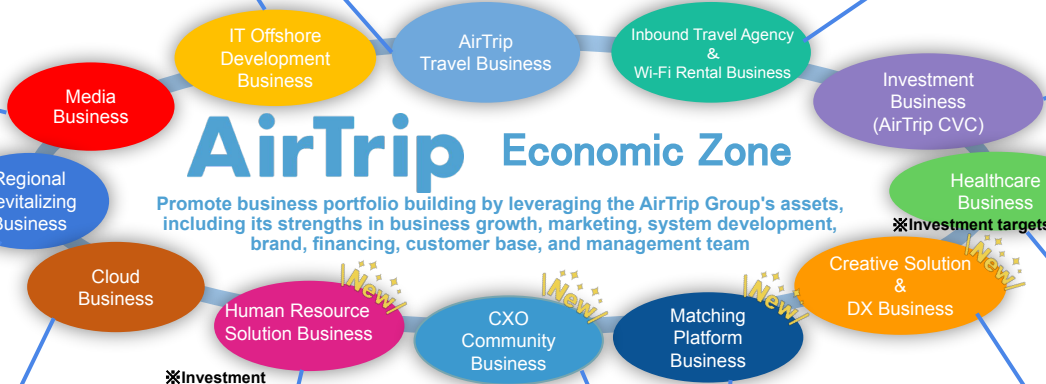 IT Offshore
Development
Business
AirTrip
Travel Business
Inbound Travel Agency
&
Wi-Fi Rental Business
Media
Business
Investment
Business
(AirTrip CVC)
AirTrip Economic Zone
Regional
Revitalizing
Business
Healthcare
Business
※Investment targets
Promote business portfolio building by leveraging the AirTrip Group's assets,
including its strengths in business growth, marketing, system development,
brand, financing, customer base, and management team
Cloud
Business
Human Resource
Solution Business
New
CXO
Community
Business
New
Matching
Platform
Business
New
Creative Solution
&
DX Business
New
※Investment